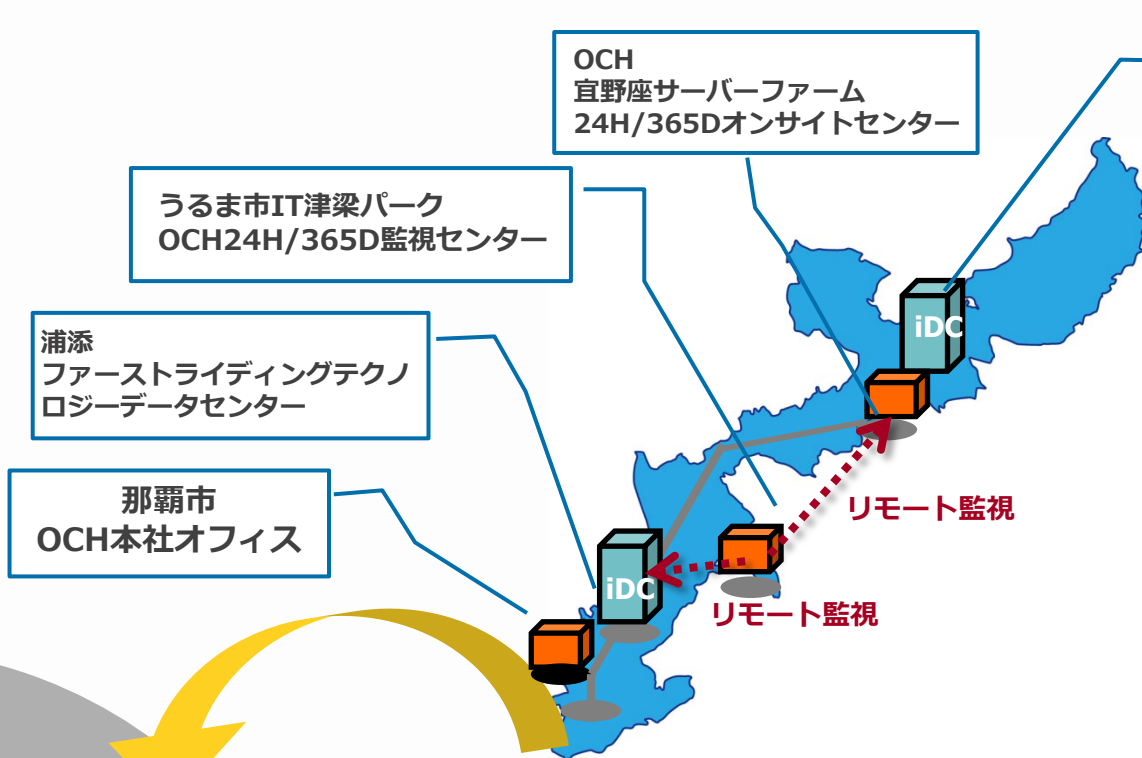 OCH
宜野座サーバーファーム
24H/365Dオンサイトセンター
うるま市IT津梁パーク
OCH24H/365D監視センター
浦添
ファーストライディングテクノ
ロジーデータセンター
那覇市
OCH本社オフィス
iDC
iDC
リモート監視
リモート監視